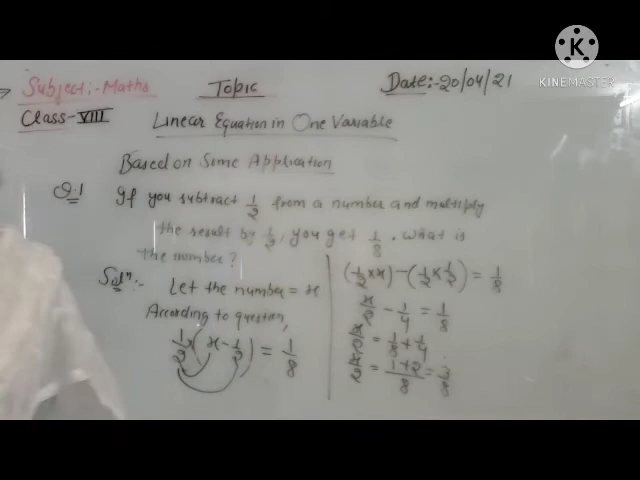 Subject:- Maths
Topic
Date:-20/04/21
Class-VIII
Linear Equation in One Variable
Based on Some Application
Q.1 If you subtract 1/2 from a number and multiply
the result by 1/2, you get 1/8. What is
the number?
Solⁿ:- Let the number = x
According to question,
1/2 × (x - 1/2) = 1/8
(1/2 × x) - (1/2 × 1/2) = 1/8
x/2 - 1/4 = 1/8
x/2 = 1/8 + 1/4
x/2 = 1+2/8 = 3/8
K
KINEMASTER